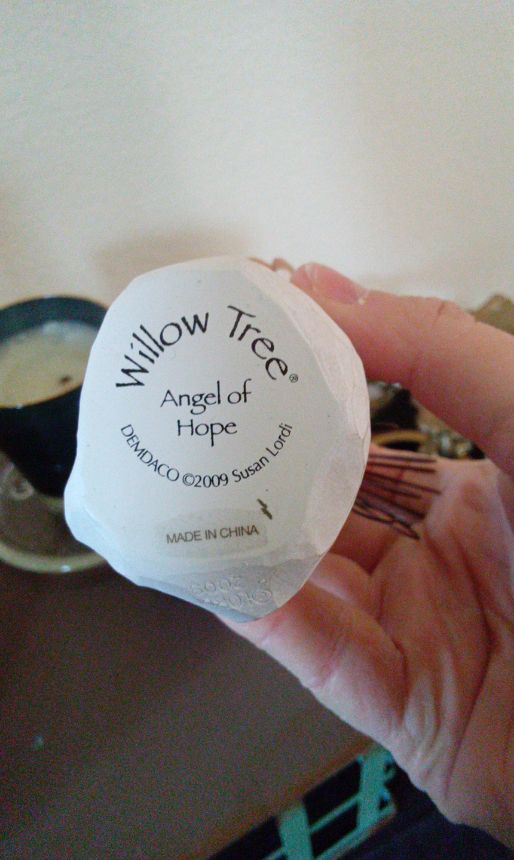 Willow Tree®
Angel of
Hope
DEMDACO ©2009 Susan Lordi
MADE IN CHINA